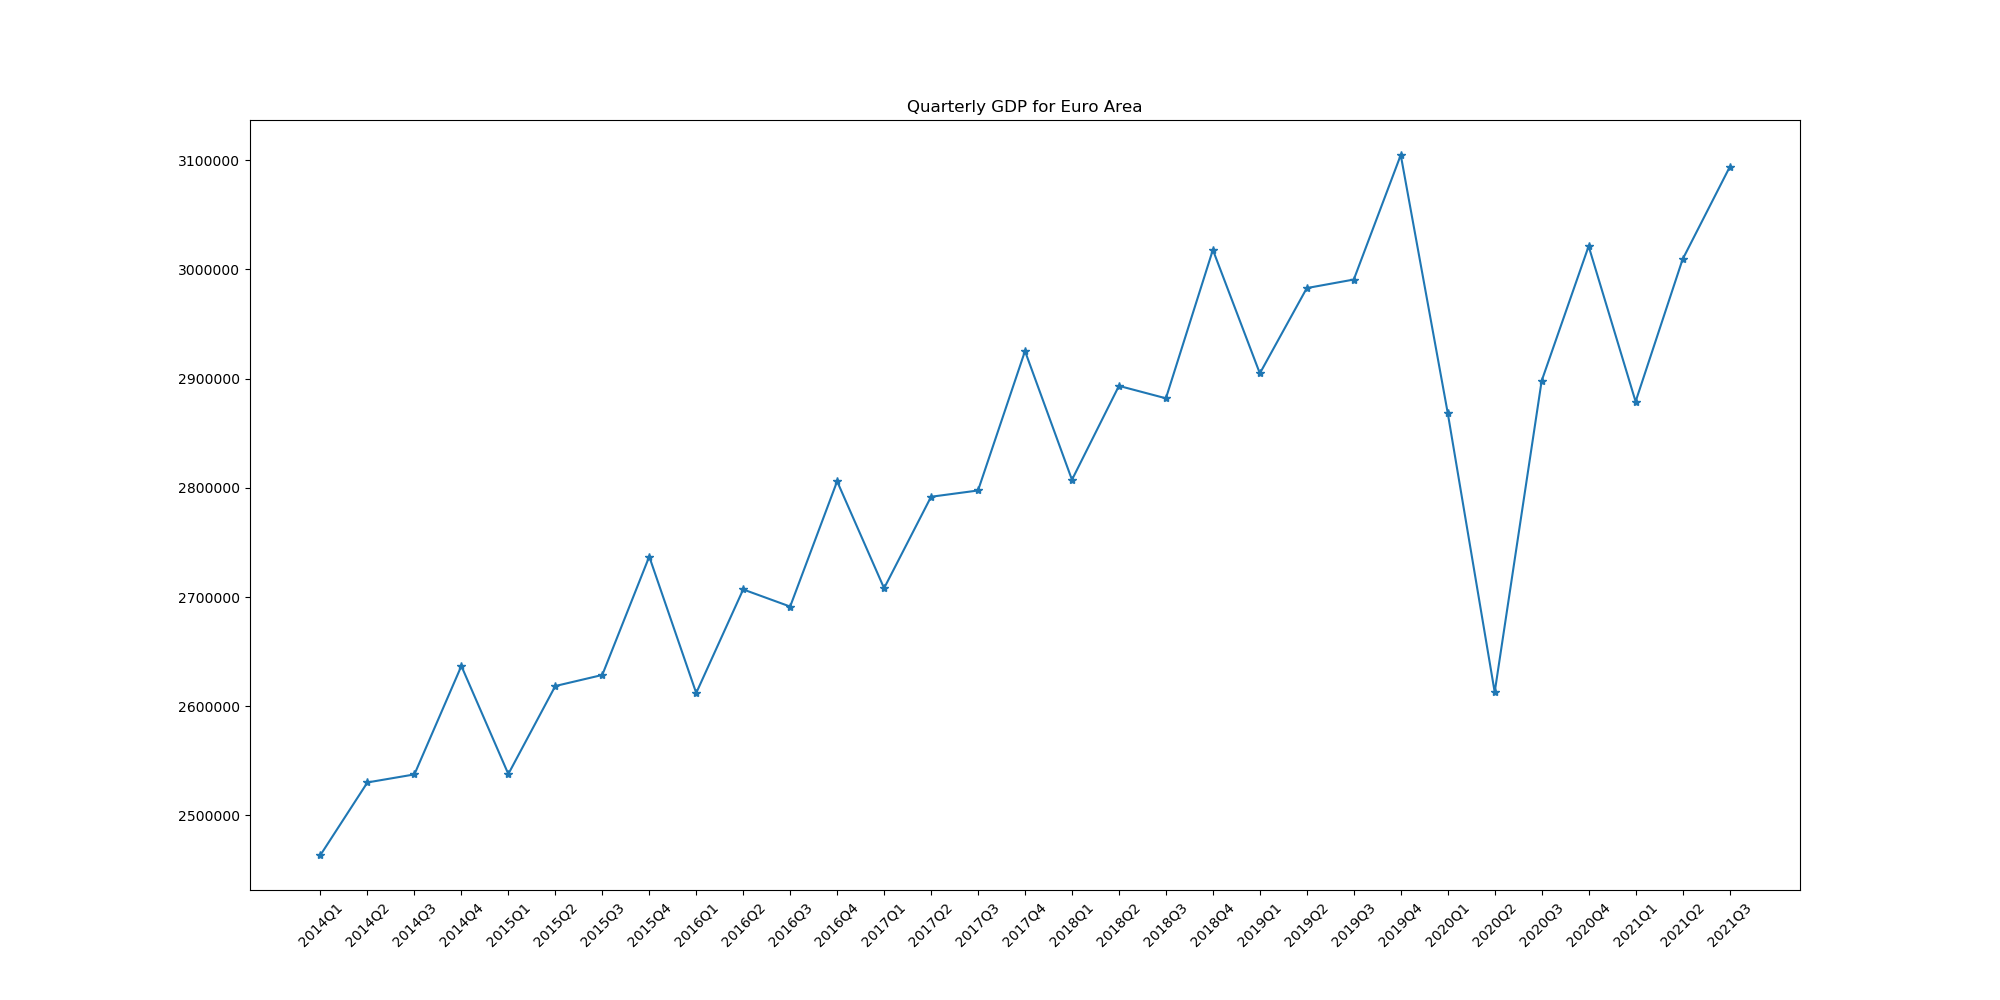 Quarterly GDP for Euro Area
3100000
3000000
2900000
2800000
2700000
2600000
2500000
2014Q1
2014Q2
2014Q3
2014Q4
2015Q1
2015Q2
2015Q3
2015Q4
2016Q1
2016Q2
2016Q3
2016Q4
2017Q1
2017Q2
2017Q3
2017Q4
2018Q1
2018Q2
2018Q3
2018Q4
2019Q1
2019Q2
2019Q3
2019Q4
2020Q1
2020Q2
2020Q3
2020Q4
2021Q1
2021Q2
2021Q3